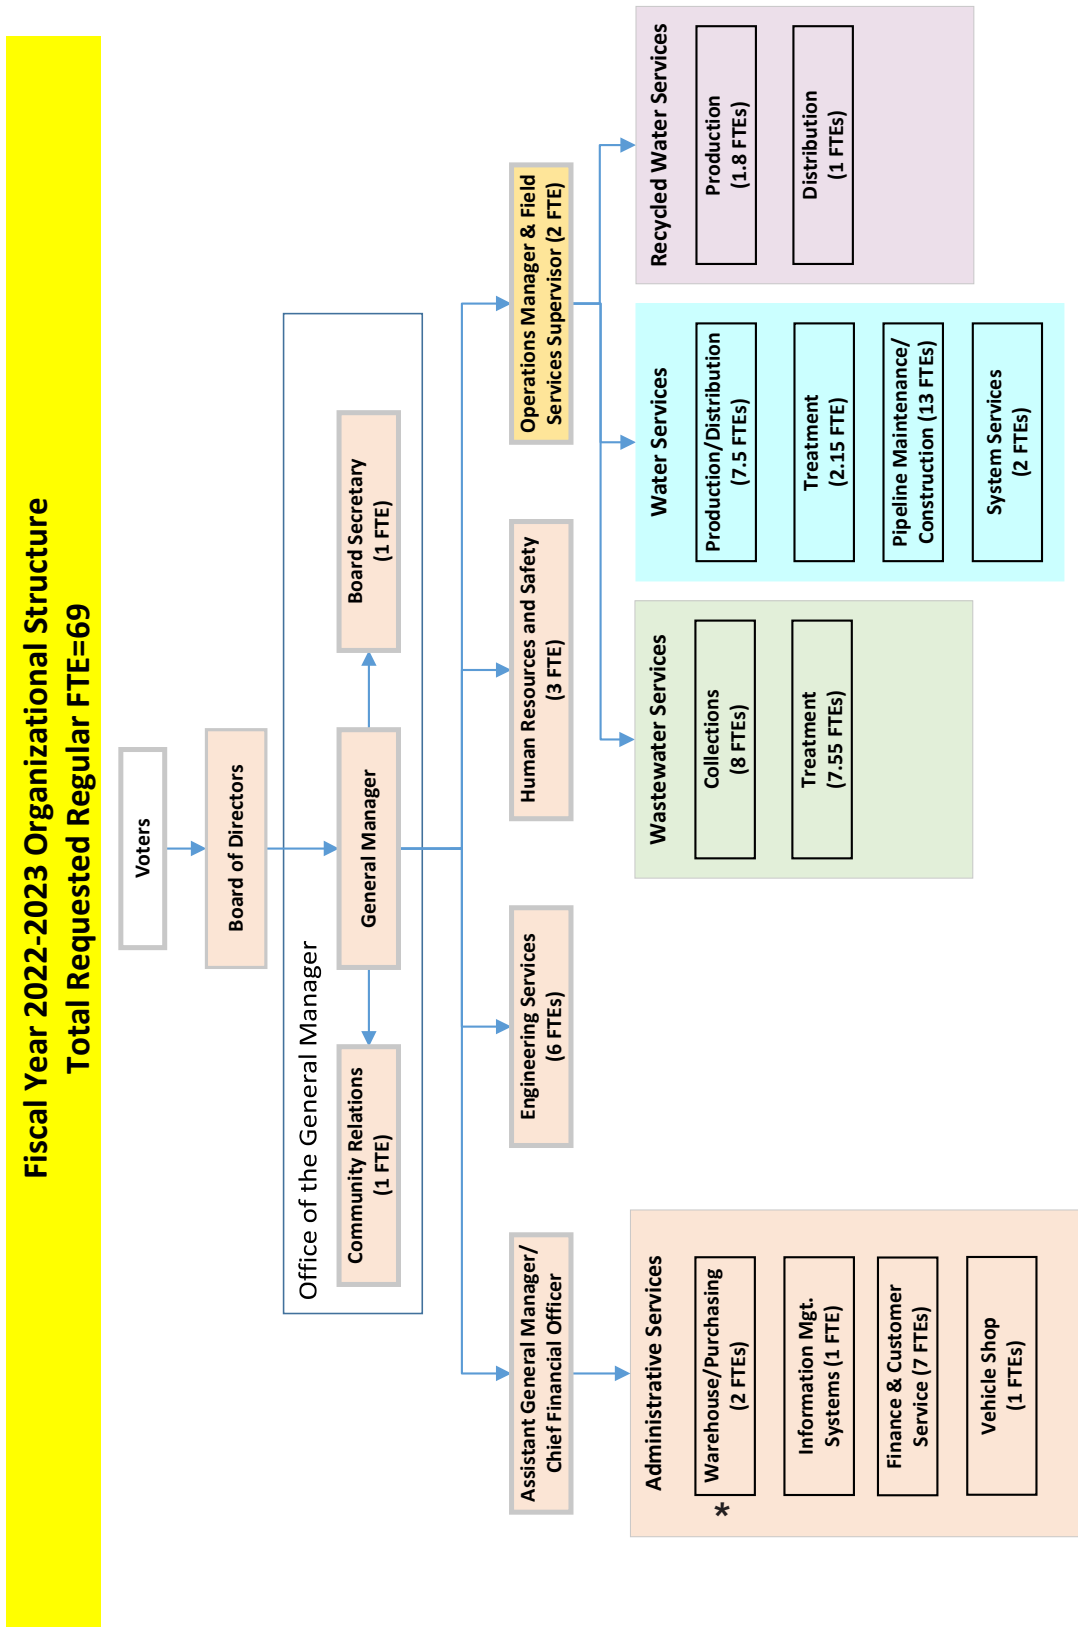 Fiscal Year 2022-2023 Organizational Structure
Total Requested Regular FTE=69
Voters
Board of Directors
Office of the General Manager
Community Relations
(1 FTE)
General Manager
Board Secretary
(1 FTE)
Assistant General Manager/
Chief Financial Officer
Engineering Services
(6 FTEs)
Human Resources and Safety
(3 FTE)
Operations Manager & Field
Services Supervisor (2 FTE)
Administrative Services
*
Warehouse/Purchasing
(2 FTEs)
Information Mgt.
Systems (1 FTE)
Finance & Customer
Service (7 FTEs)
Vehicle Shop
(1 FTEs)
Wastewater Services
Collections
(8 FTEs)
Treatment
(7.55 FTEs)
Water Services
Production/Distribution
(7.5 FTEs)
Treatment
(2.15 FTE)
Pipeline Maintenance/
Construction (13 FTEs)
System Services
(2 FTEs)
Recycled Water Services
Production
(1.8 FTEs)
Distribution
(1 FTEs)